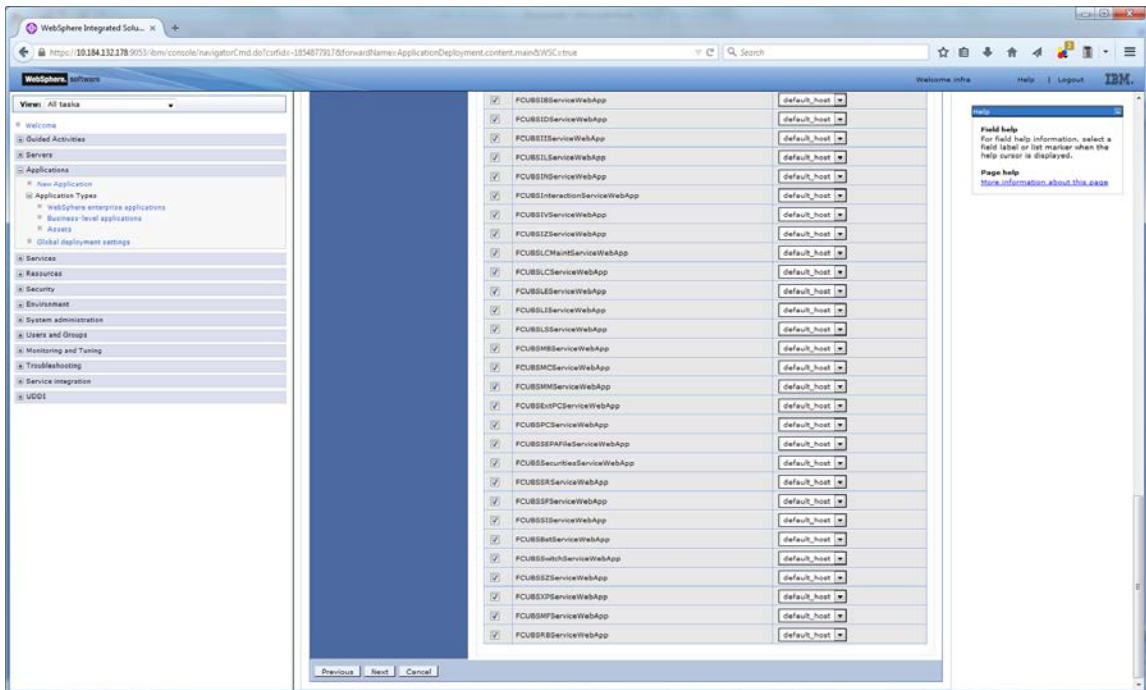 WebSphere Integrated Solu... × +
https://10.184.132.178:9053/ibm/console/navigatorCmd.do?csrfid=-1854877917&forwardName=ApplicationDeployment.content.main&WSC=true
Search
WebSphere. software
Welcome infra
Help | Logout
IBM.
View: All tasks
Welcome
Guided Activities
Servers
Applications
New Application
Application Types
WebSphere enterprise applications
Business-level applications
Assets
Global deployment settings
Services
Resources
Security
Environment
System administration
Users and Groups
Monitoring and Tuning
Troubleshooting
Service integration
UDDI
FCUBSIBServiceWebApp default_host
FCUBSIDServiceWebApp default_host
FCUBSIIServiceWebApp default_host
FCUBSILServiceWebApp default_host
FCUBSINServiceWebApp default_host
FCUBSInteractionServiceWebApp default_host
FCUBSIVServiceWebApp default_host
FCUBSIZServiceWebApp default_host
FCUBSLCMaintServiceWebApp default_host
FCUBSLCServiceWebApp default_host
FCUBSLEServiceWebApp default_host
FCUBSLIServiceWebApp default_host
FCUBSLSServiceWebApp default_host
FCUBSMBServiceWebApp default_host
FCUBSMCServiceWebApp default_host
FCUBSMMServiceWebApp default_host
FCUBSExtPCServiceWebApp default_host
FCUBSPCServiceWebApp default_host
FCUBSSEPAFileServiceWebApp default_host
FCUBSSecuritiesServiceWebApp default_host
FCUBSSRServiceWebApp default_host
FCUBSSFServiceWebApp default_host
FCUBSSIServiceWebApp default_host
FCUBSBatServiceWebApp default_host
FCUBSSwitchServiceWebApp default_host
FCUBSSZServiceWebApp default_host
FCUBSXPServiceWebApp default_host
FCUBSMFServiceWebApp default_host
FCUBSRBServiceWebApp default_host
Previous Next Cancel
Help
Field help
For field help information, select a
field label or list marker when the
help cursor is displayed.
Page help
More information about this page